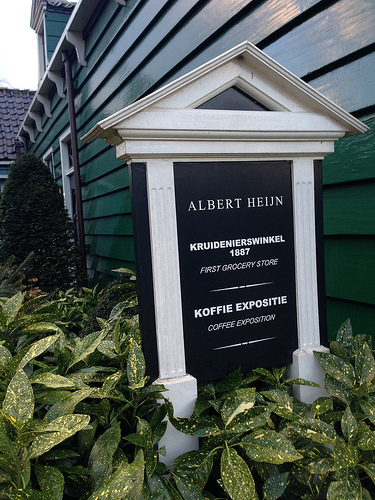 ALBERT HEIJN
KRUIDENIERSWINKEL
1887
FIRST GROCERY STORE
KOFFIE EXPOSITIE
COFFEE EXPOSITION